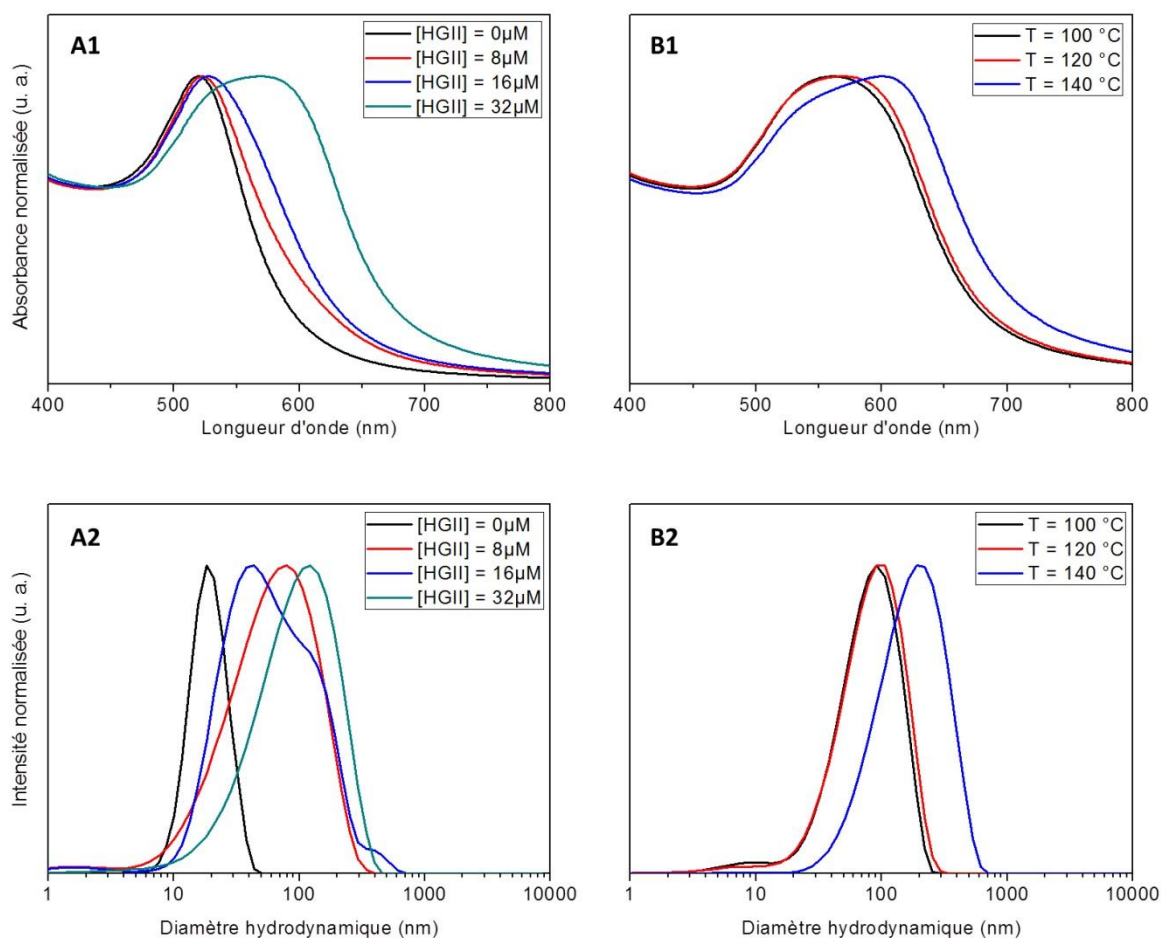 A1
[HGII] = 0µM
[HGII] = 8µM
[HGII] = 16µM
[HGII] = 32µM
Absorbance normalisée (u. a.)
400 500 600 700 800
Longueur d'onde (nm)
B1
T = 100 °C
T = 120 °C
T = 140 °C
400 500 600 700 800
Longueur d'onde (nm)
A2
[HGII] = 0µM
[HGII] = 8µM
[HGII] = 16µM
[HGII] = 32µM
Intensité normalisée (u. a.)
1 10 100 1000 10000
Diamètre hydrodynamique (nm)
B2
T = 100 °C
T = 120 °C
T = 140 °C
1 10 100 1000 10000
Diamètre hydrodynamique (nm)